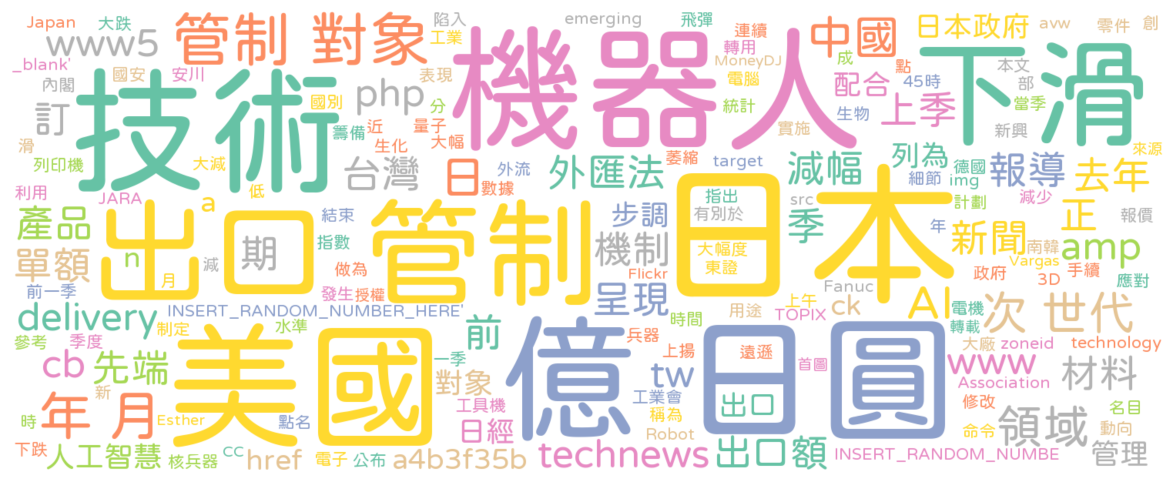 Japan 大跌 管制 對象 陷入 emerging 飛彈 連續 中國 日本政府 avw 零件 創
www5 工業 機器人 轉用 成 下滑
_blank' 國安 安川 表現 MoneyDJ 點 本文
內閣 技術 國別 php 電腦 配合 45時 部
訂 籌備 近 分 量子 統計 生物 上季 當季
滑 生化 大幅 實施 新興
列印機 大減 低 台灣 日 外流 萎縮 target 減幅 列為 德國 來源
利用 JARA 數據 外匯法 指出 src 細節 img 報導 去年
產品 a 結束 步調 有別於 季 計劃 減少 報價
出口 管制 日本 年 正
單額 n 期 指數 機制 大幅度 新聞 南韓 amp
月 減 做為 東證 政府 Vargas 手續
前一季 發生 授權 Flickr Fanuc 3D 應對
INSERT_RANDOM_NUMBER_HERE' 呈現 用途 上午 ck AI 電機 次 世代
delivery 制定 水準 前 時間 TOPIX 轉載
參考 季度 美國 億日圓 兵器 大廠 zoneid technology
cb 先端 一季 上揚 遠遜 首圖 www
新 對象 tw Association 材料
年 月 Esther 點名 工具機 工業會 出口 修改 名目
時 日經 稱為 命令 領域 動向
下跌 人工智慧 核兵器 CC href 電子 公布 a4b3f35b technews Robot 出口額 INSERT_RANDOM_NUMBE 管理